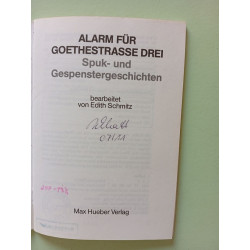 ALARM FÜR
GOETHESTRASSE DREI
Spuk- und
Gespenstergeschichten
bearbeitet
von Edith Schmitz
Max Hueber Verlag